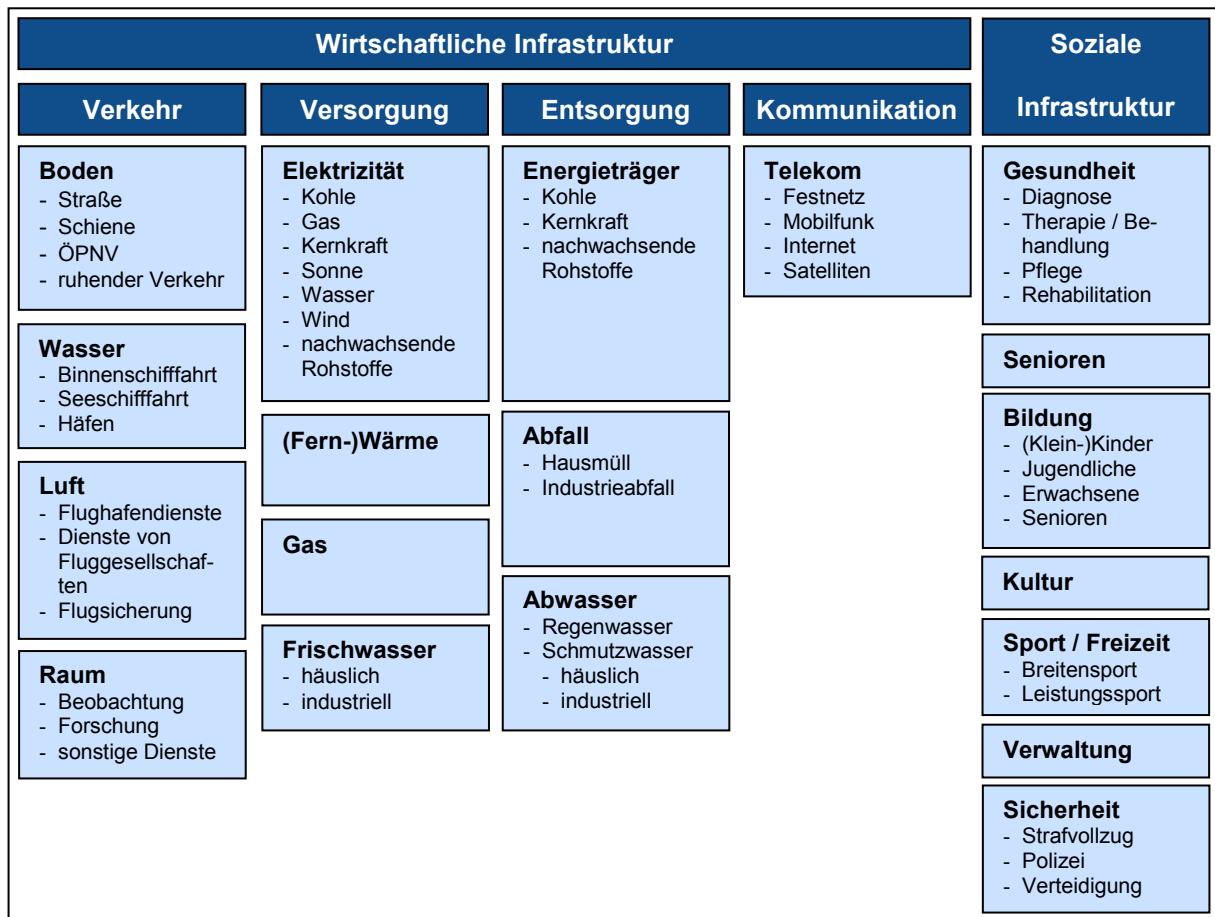 Wirtschaftliche Infrastruktur
Soziale
Infrastruktur
Verkehr
Versorgung
Entsorgung
Kommunikation
Boden
- Straße
- Schiene
- ÖPNV
- ruhender Verkehr
Wasser
- Binnenschifffahrt
- Seeschifffahrt
- Häfen
Luft
- Flughafendienste
- Dienste von
Fluggesellschaf-
ten
- Flugsicherung
Raum
- Beobachtung
- Forschung
- sonstige Dienste
Elektrizität
- Kohle
- Gas
- Kernkraft
- Sonne
- Wasser
- Wind
- nachwachsende
Rohstoffe
(Fern-)Wärme
Gas
Frischwasser
- häuslich
- industriell
Energieträger
- Kohle
- Kernkraft
- nachwachsende
Rohstoffe
Abfall
- Hausmüll
- Industrieabfall
Abwasser
- Regenwasser
- Schmutzwasser
- häuslich
- industriell
Telekom
- Festnetz
- Mobilfunk
- Internet
- Satelliten
Gesundheit
- Diagnose
- Therapie / Be-
handlung
- Pflege
- Rehabilitation
Senioren
Bildung
- (Klein-)Kinder
- Jugendliche
- Erwachsene
- Senioren
Kultur
Sport / Freizeit
- Breitensport
- Leistungssport
Verwaltung
Sicherheit
- Strafvollzug
- Polizei
- Verteidigung